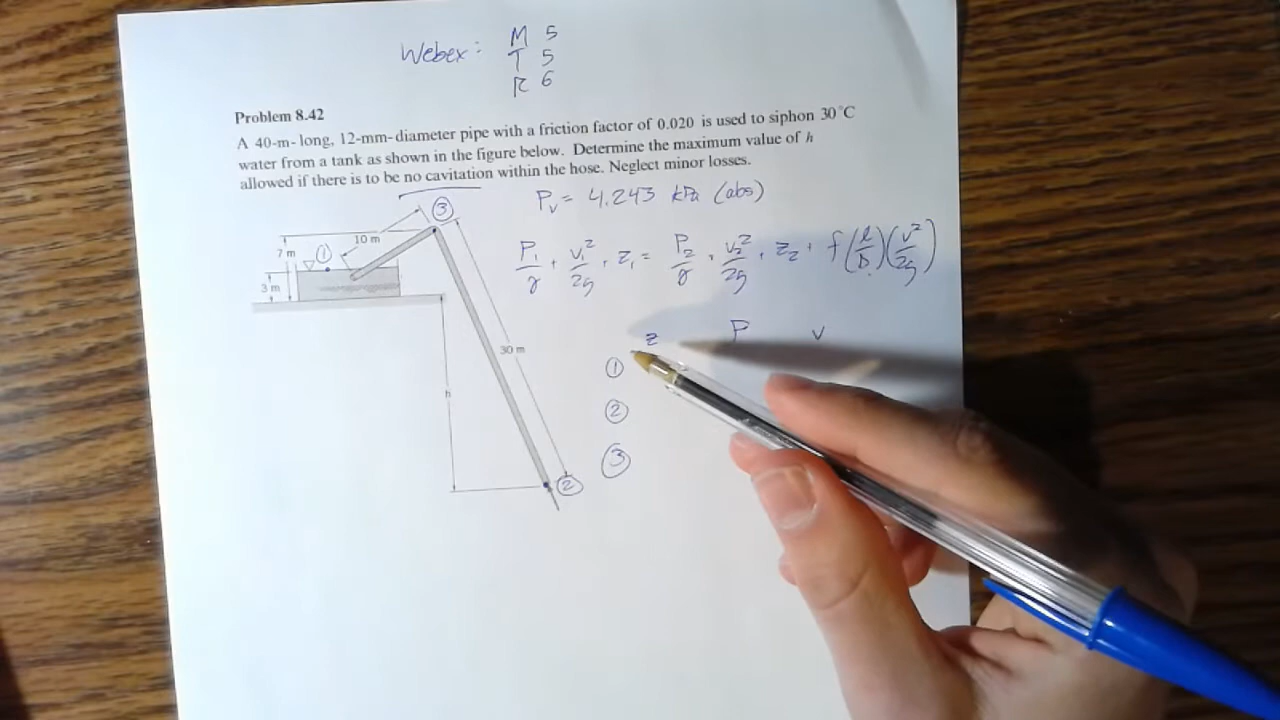 Webex: M 5
T 5
R 6
Problem 8.42
A 40-m- long, 12-mm-diameter pipe with a friction factor of 0.020 is used to siphon 30°C
water from a tank as shown in the figure below. Determine the maximum value of h
allowed if there is to be no cavitation within the hose. Neglect minor losses.
Pv = 4.243 kPa (abs)
P1/γ + v1²/2g + z1 = P2/γ + v2²/2g + z2 + f(ℓ/D)(v²/2g)
③
10 m
7 m
①
3 m
30 m
h
②
z P v
①
②
③